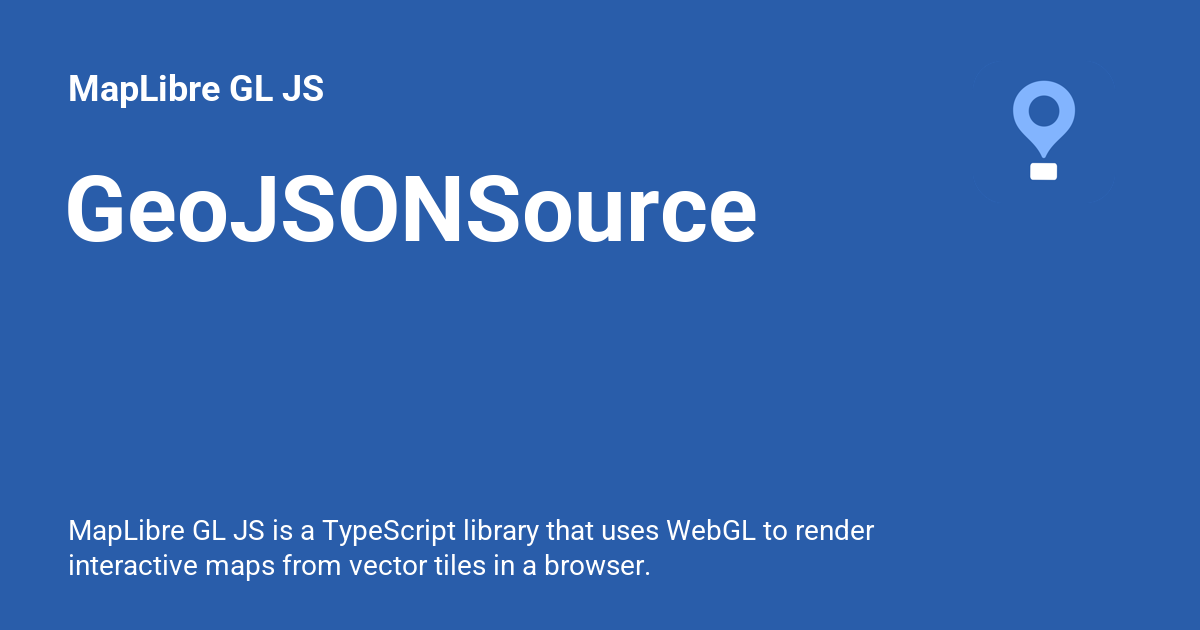 MapLibre GL JS
GeoJSONSource
MapLibre GL JS is a TypeScript library that uses WebGL to render
interactive maps from vector tiles in a browser.